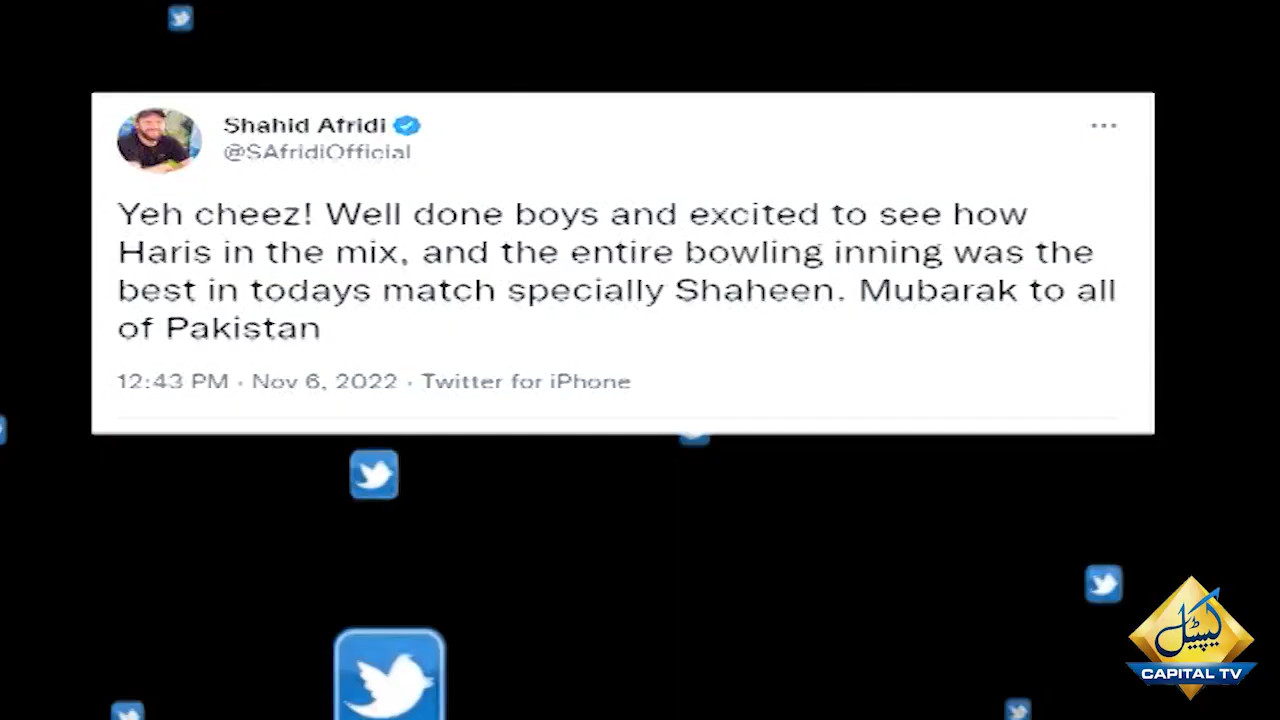 Shahid Afridi
@SAfridiOfficial
Yeh cheez! Well done boys and excited to see how
Haris in the mix, and the entire bowling inning was the
best in todays match specially Shaheen. Mubarak to all
of Pakistan
12:43 PM · Nov 6, 2022 · Twitter for iPhone
کیپیٹل
CAPITAL TV